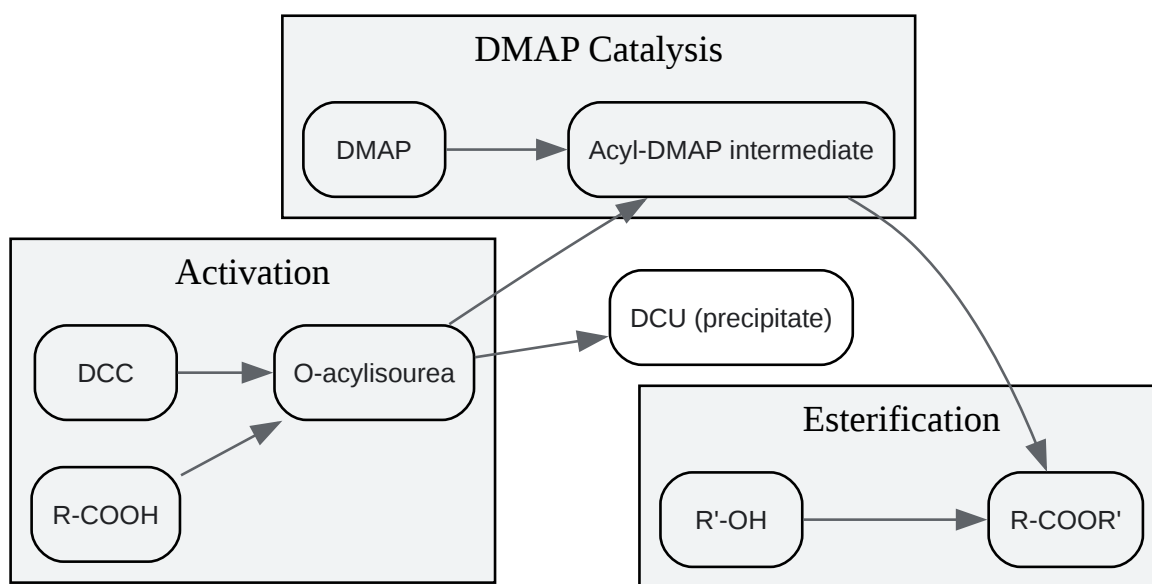 DMAP Catalysis
DMAP
Acyl-DMAP intermediate
Activation
DCC
O-acylisourea
R-COOH
DCU (precipitate)
Esterification
R'-OH
R-COOR'